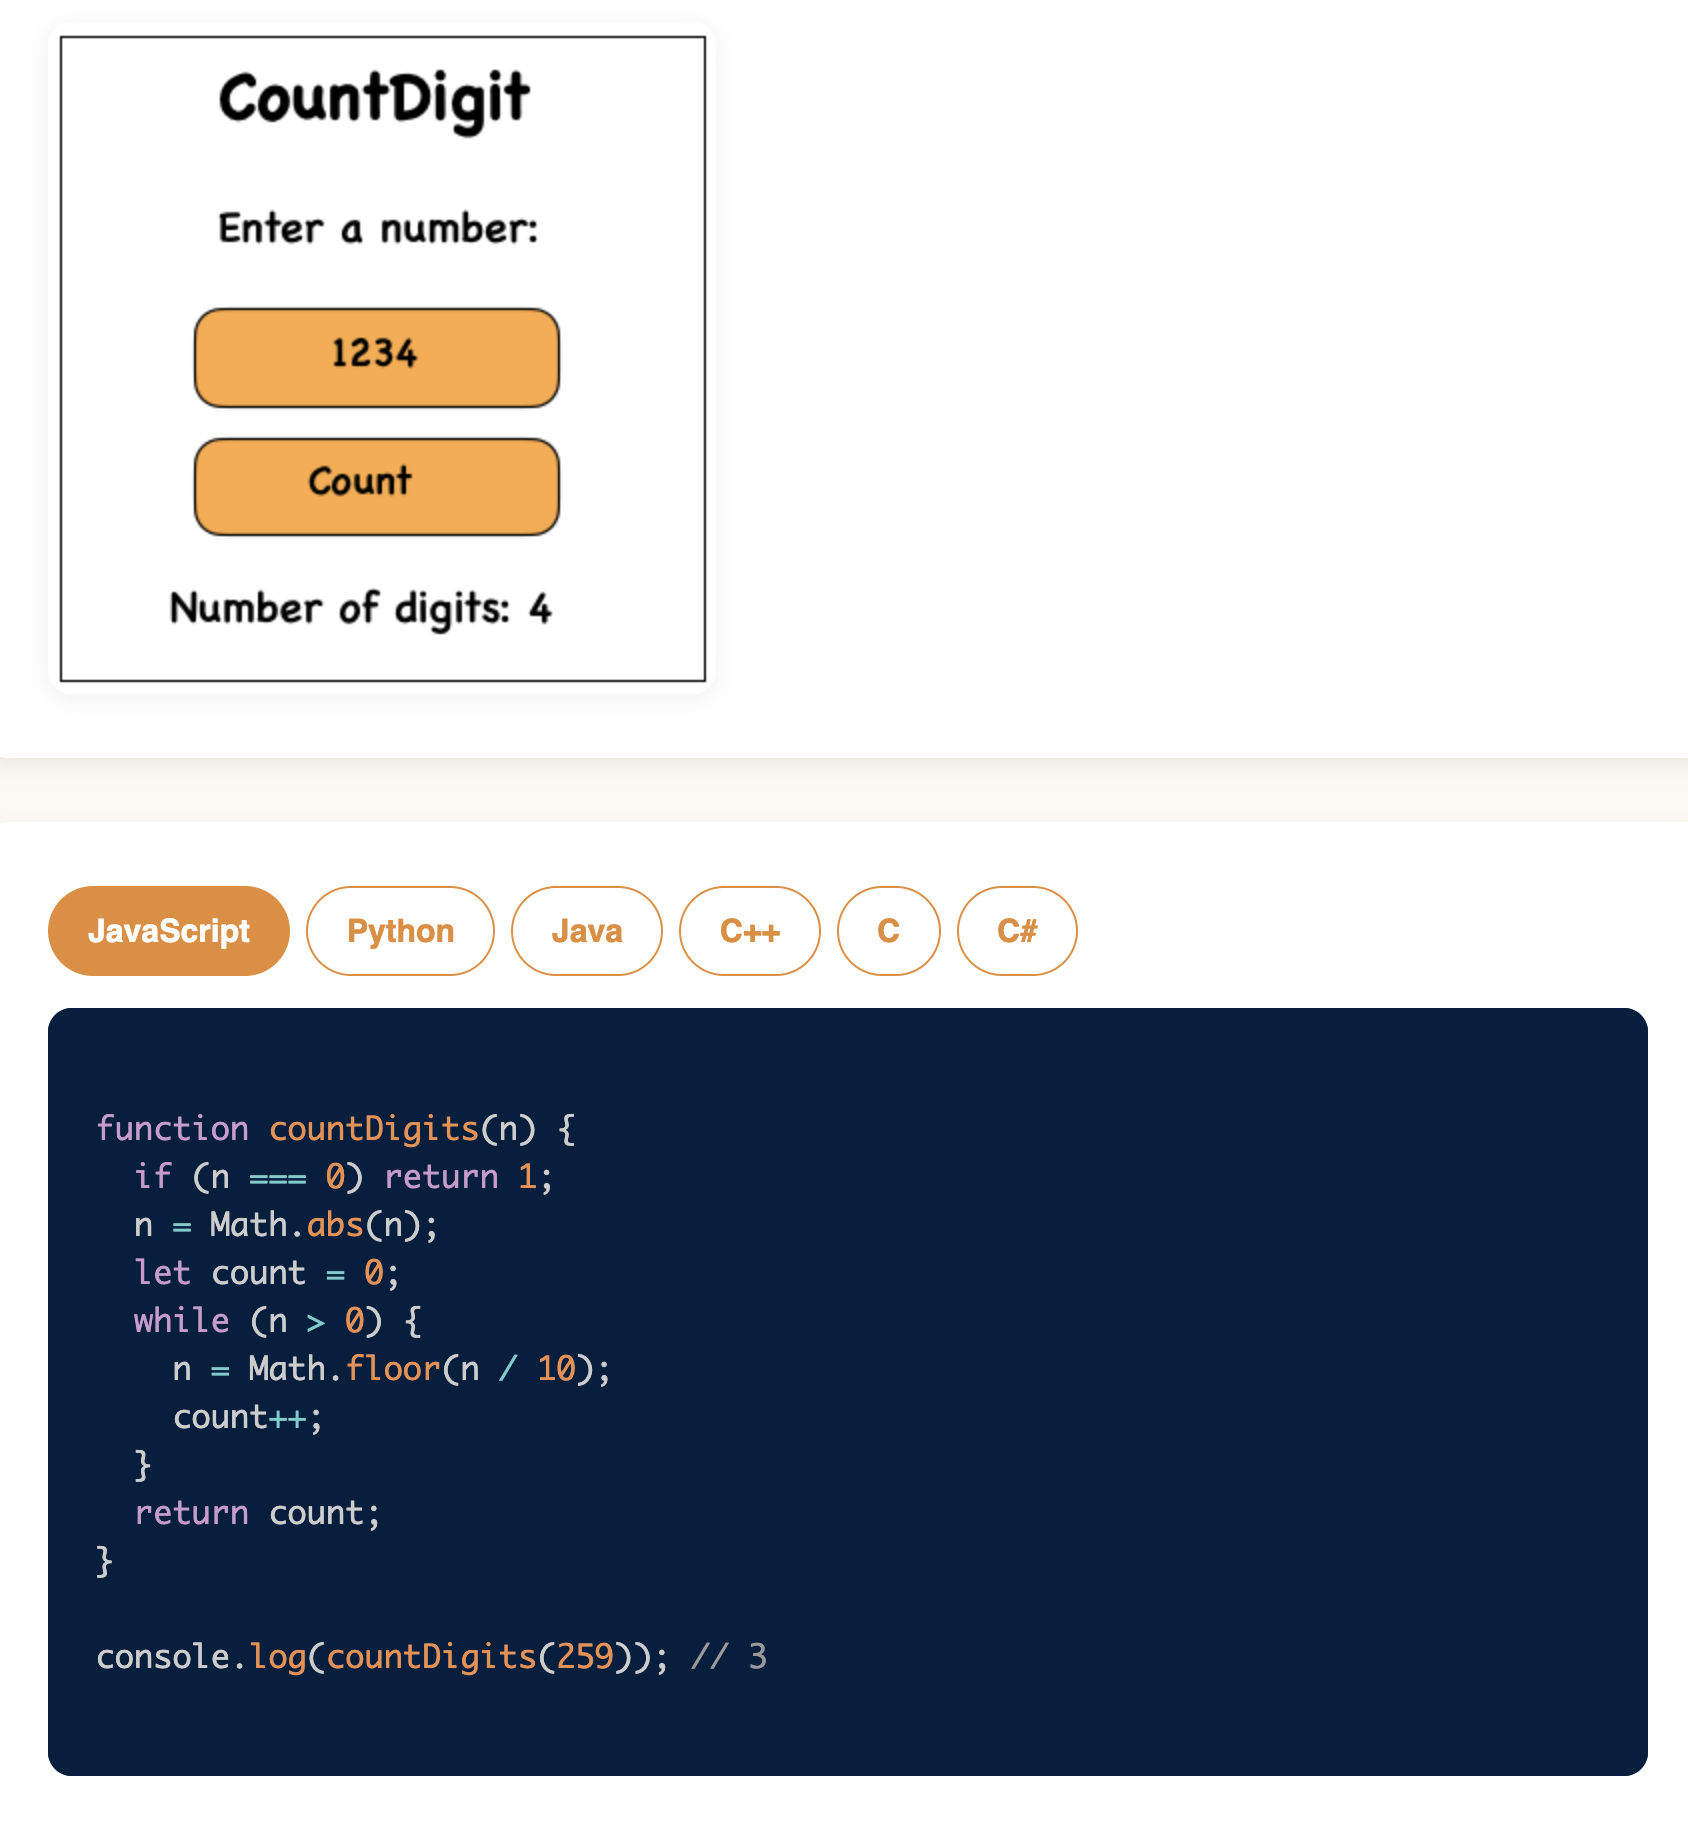 CountDigit
Enter a number:
1234
Count
Number of digits: 4
JavaScript Python Java C++ C C#
function countDigits(n) {
  if (n === 0) return 1;
  n = Math.abs(n);
  let count = 0;
  while (n > 0) {
    n = Math.floor(n / 10);
    count++;
  }
  return count;
}
console.log(countDigits(259)); // 3